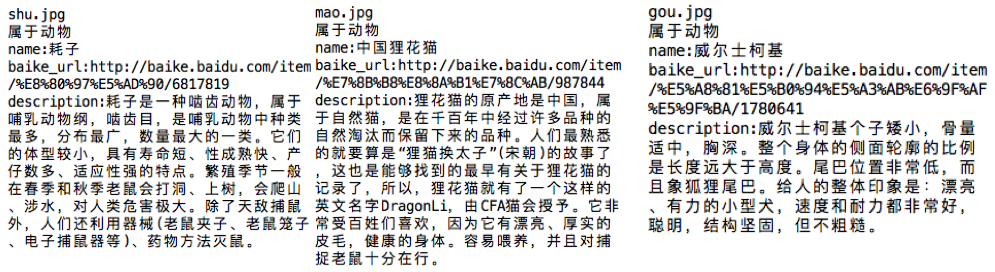 shu.jpg
属于动物
name:耗子
baike_url:http://baike.baidu.com/item
/%E8%80%97%E5%AD%90/6817819
description:耗子是一种啮齿动物，属于
哺乳动物纲，啮齿目，是哺乳动物中种类
最多，分布最广，数量最大的一类。它们
的体型较小，具有寿命短、性成熟快、产
仔数多、适应性强的特点。繁殖季节一般
在春季和秋季老鼠会打洞、上树，会爬山
、涉水，对人类危害极大。除了天敌捕鼠
外，人们还利用器械(老鼠夹子、老鼠笼子
、电子捕鼠器等)、药物方法灭鼠。
mao.jpg
属于动物
name:中国狸花猫
baike_url:http://baike.baidu.com/item
/%E7%8B%B8%E8%8A%B1%E7%8C%AB/987844
description:狸花猫的原产地是中国，属
于自然猫，是在千百年中经过许多品种的
自然淘汰而保留下来的品种。人们最熟悉
的就要算是“狸猫换太子”(宋朝)的故事了
，这也是能够找到的最早有关于狸花猫的
记录了，所以，狸花猫就有了一个这样的
英文名字DragonLi，由CFA猫会授予。它非
常受百姓们喜欢，因为它有漂亮、厚实的
皮毛，健康的身体。容易喂养，并且对捕
捉老鼠十分在行。
gou.jpg
属于动物
name:威尔士柯基
baike_url:http://baike.baidu.com/item
/%E5%A8%81%E5%B0%94%E5%A3%AB%E6%9F%AF
%E5%9F%BA/1780641
description:威尔士柯基个子矮小，骨量
适中，胸深。整个身体的侧面轮廓的比例
是长度远大于高度。尾巴位置非常低，而
且象狐狸尾巴。给人的整体印象是：漂亮
、有力的小型犬，速度和耐力都非常好，
聪明，结构坚固，但不粗糙。